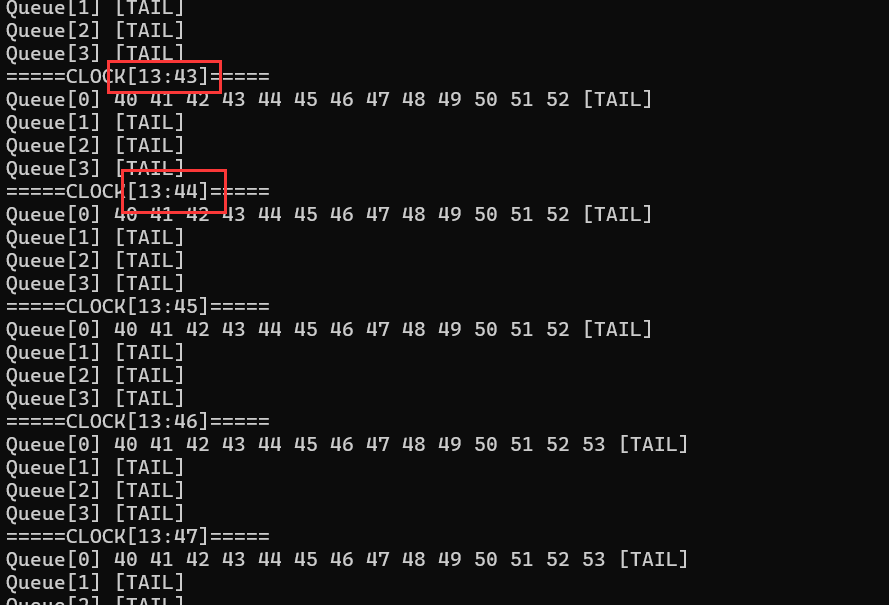 Queue[1] [TAIL]
Queue[2] [TAIL]
Queue[3] [TAIL]
=====CLOCK[13:43]=====
Queue[0] 40 41 42 43 44 45 46 47 48 49 50 51 52 [TAIL]
Queue[1] [TAIL]
Queue[2] [TAIL]
Queue[3] [TAIL]
=====CLOCK[13:44]=====
Queue[0] 40 41 42 43 44 45 46 47 48 49 50 51 52 [TAIL]
Queue[1] [TAIL]
Queue[2] [TAIL]
Queue[3] [TAIL]
=====CLOCK[13:45]=====
Queue[0] 40 41 42 43 44 45 46 47 48 49 50 51 52 [TAIL]
Queue[1] [TAIL]
Queue[2] [TAIL]
Queue[3] [TAIL]
=====CLOCK[13:46]=====
Queue[0] 40 41 42 43 44 45 46 47 48 49 50 51 52 53 [TAIL]
Queue[1] [TAIL]
Queue[2] [TAIL]
Queue[3] [TAIL]
=====CLOCK[13:47]=====
Queue[0] 40 41 42 43 44 45 46 47 48 49 50 51 52 53 [TAIL]
Queue[1] [TAIL]
Queue[2] [TAIL]